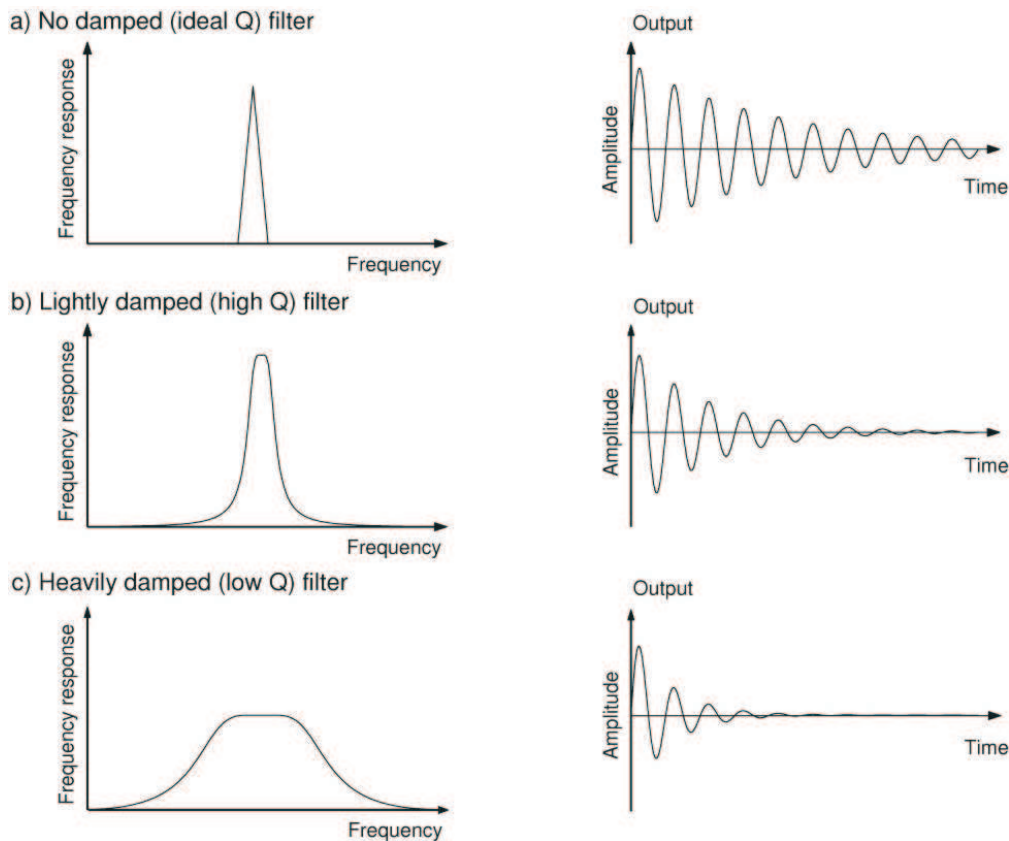 a) No damped (ideal Q) filter
Frequency response
Frequency
Output
Amplitude
Time
b) Lightly damped (high Q) filter
Frequency response
Frequency
Output
Amplitude
Time
c) Heavily damped (low Q) filter
Frequency response
Frequency
Output
Amplitude
Time